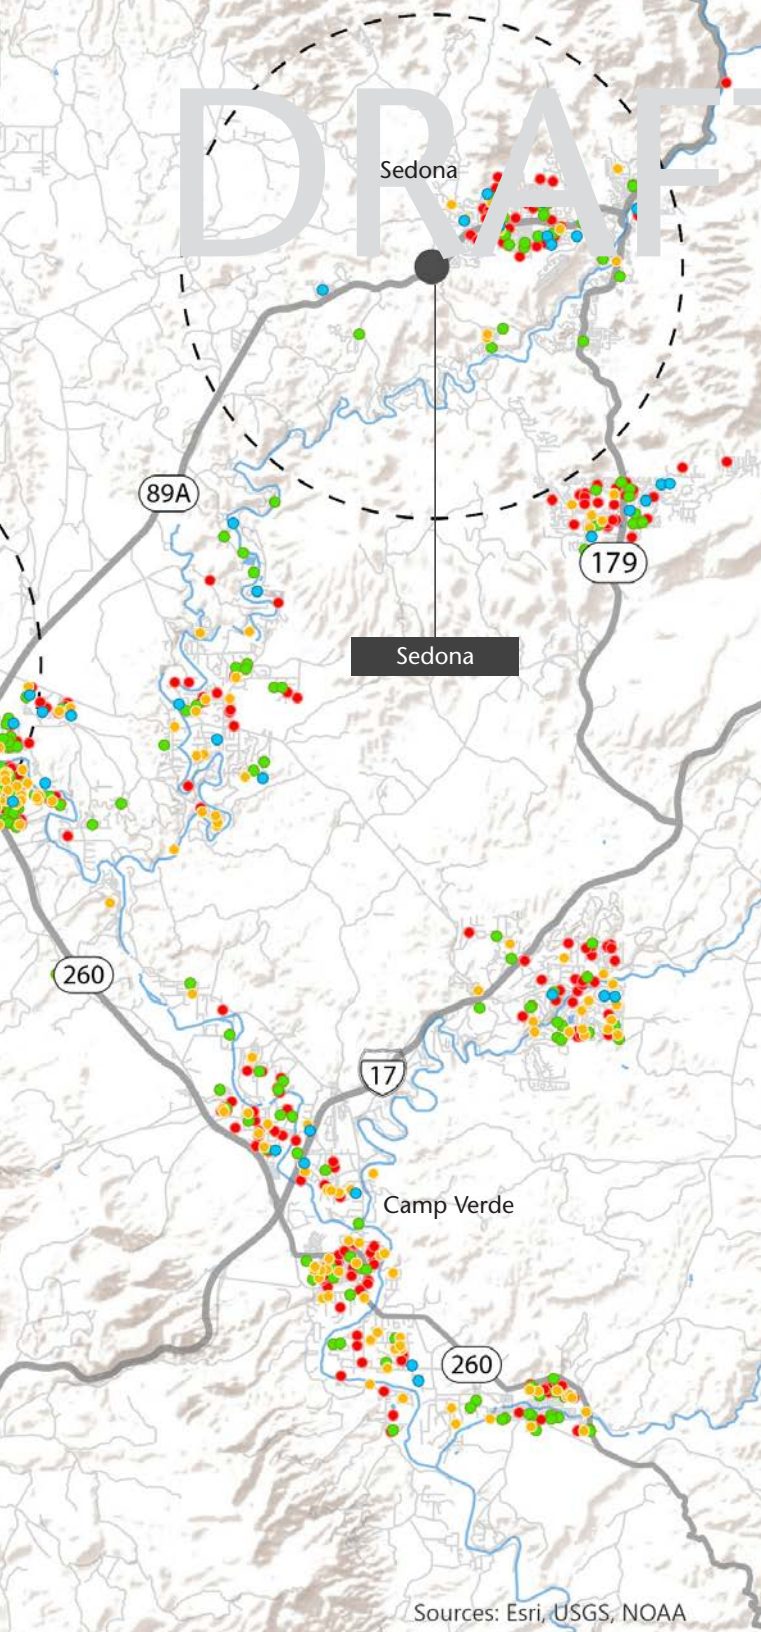 DRAFT
Sedona
89A
179
Sedona
260
17
Camp Verde
260
Sources: Esri, USGS, NOAA